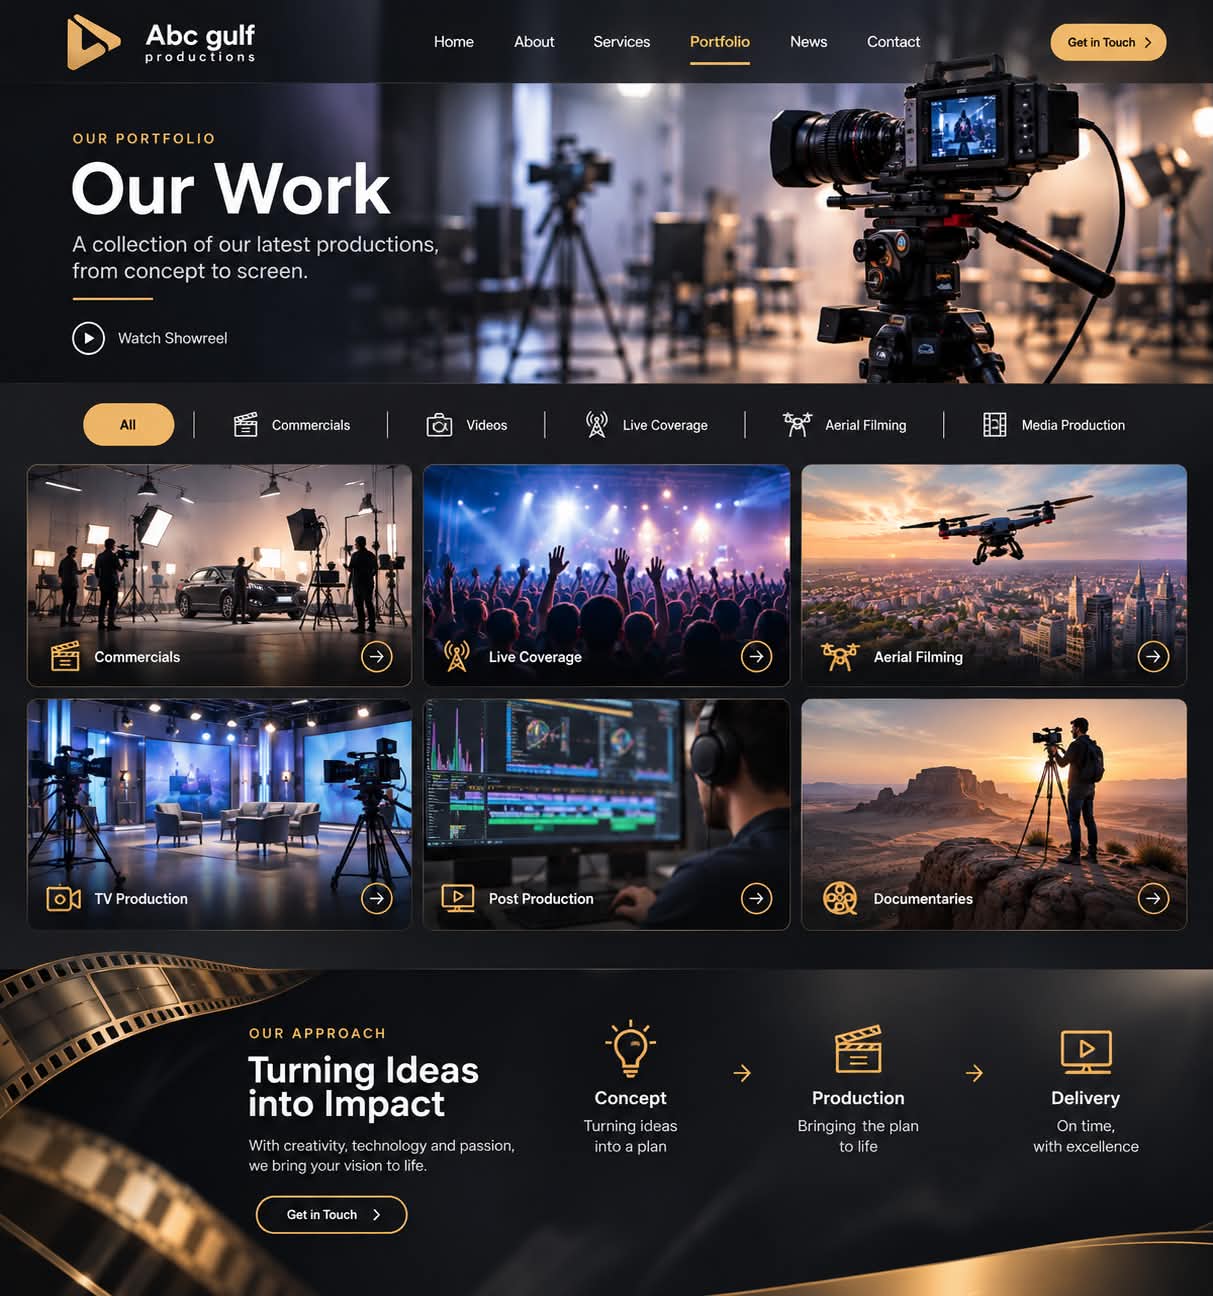 Abc gulf
productions
Home
About
Services
Portfolio
News
Contact
Get in Touch
OUR PORTFOLIO
Our Work
A collection of our latest productions,
from concept to screen.
Watch Showreel
All
Commercials
Videos
Live Coverage
Aerial Filming
Media Production
Commercials
Live Coverage
Aerial Filming
TV Production
Post Production
Documentaries
OUR APPROACH
Turning Ideas
into Impact
With creativity, technology and passion,
we bring your vision to life.
Get in Touch
Concept
Turning ideas
into a plan
Production
Bringing the plan
to life
Delivery
On time,
with excellence